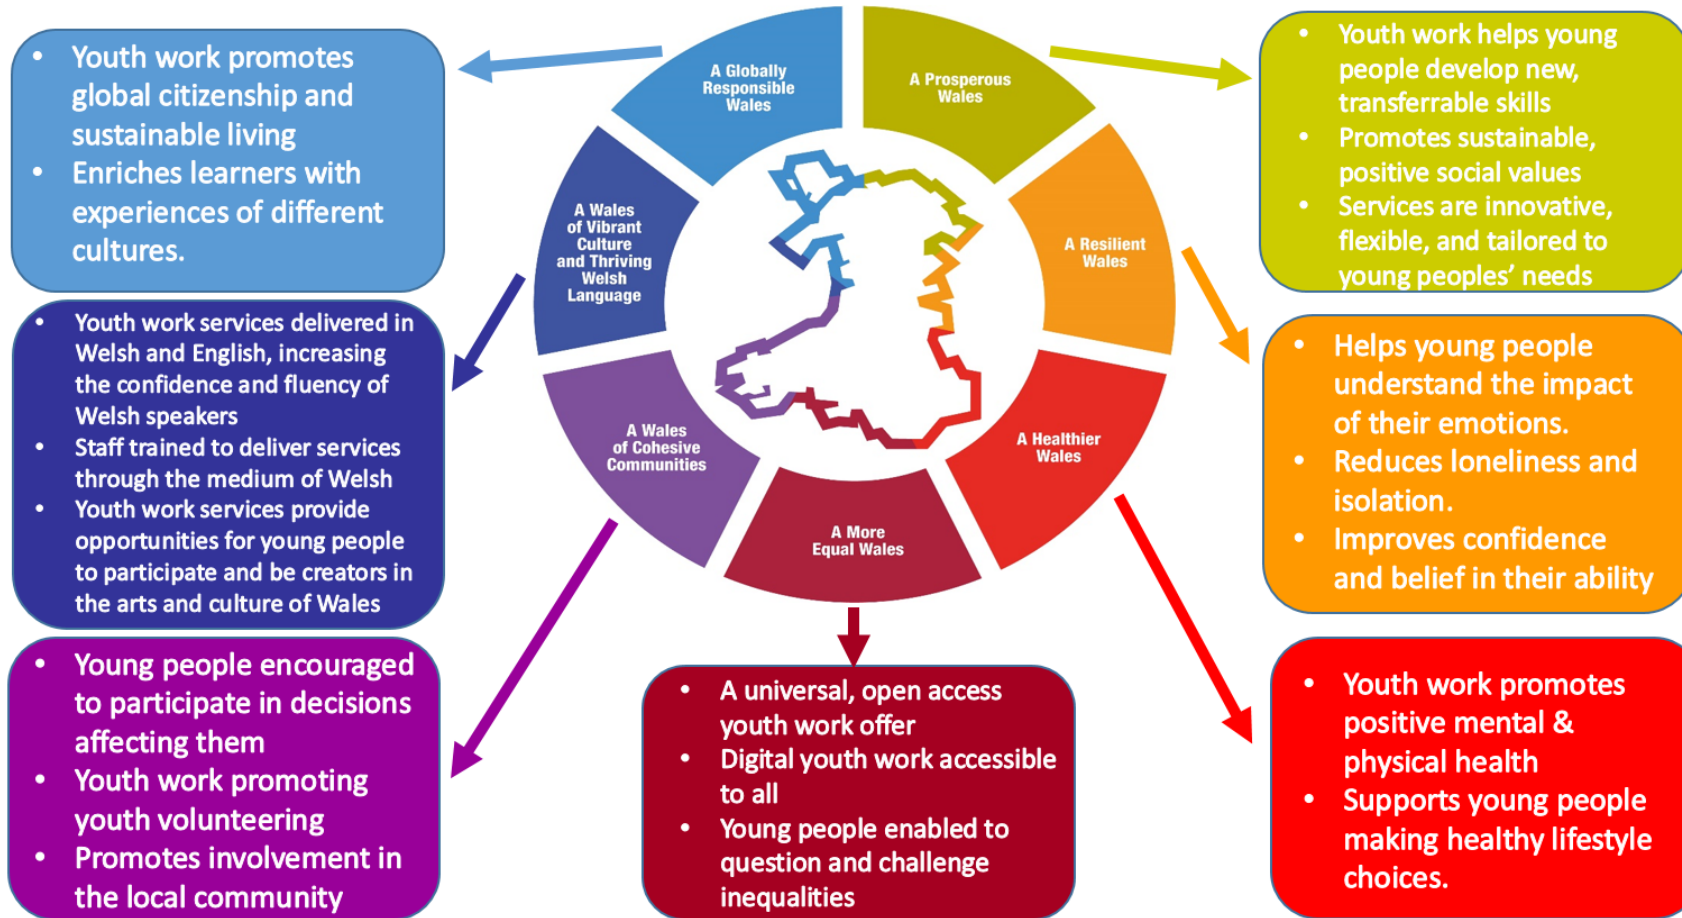 A Globally
Responsible
Wales
A Prosperous
Wales
A Resilient
Wales
A Healthier
Wales
A More
Equal Wales
A Wales
of Cohesive
Communities
A Wales
of Vibrant
Culture
and Thriving
Welsh
Language
• Youth work promotes
global citizenship and
sustainable living
• Enriches learners with
experiences of different
cultures.
• Youth work helps young
people develop new,
transferrable skills
• Promotes sustainable,
positive social values
• Services are innovative,
flexible, and tailored to
young peoples’ needs
• Youth work services delivered in
Welsh and English, increasing
the confidence and fluency of
Welsh speakers
• Staff trained to deliver services
through the medium of Welsh
• Youth work services provide
opportunities for young people
to participate and be creators in
the arts and culture of Wales
• Helps young people
understand the impact
of their emotions.
• Reduces loneliness and
isolation.
• Improves confidence
and belief in their ability
• Young people encouraged
to participate in decisions
affecting them
• Youth work promoting
youth volunteering
• Promotes involvement in
the local community
• A universal, open access
youth work offer
• Digital youth work accessible
to all
• Young people enabled to
question and challenge
inequalities
• Youth work promotes
positive mental &
physical health
• Supports young people
making healthy lifestyle
choices.